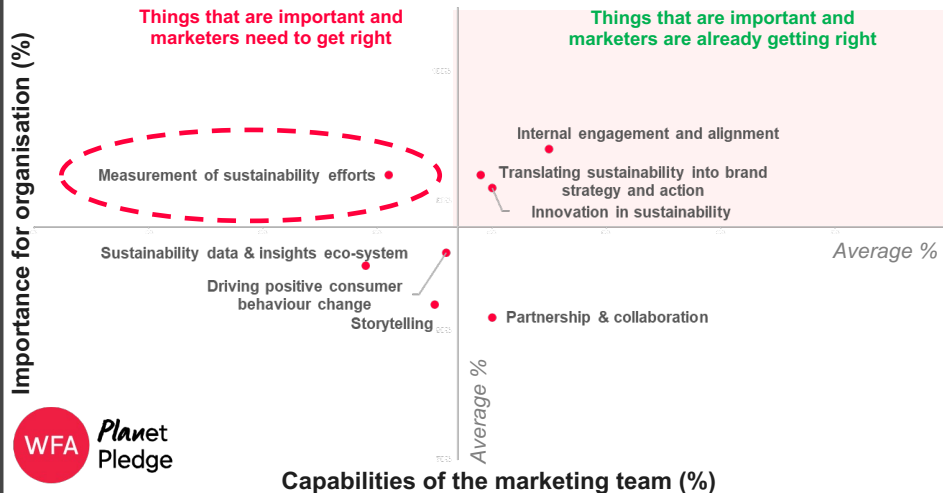 Things that are important and
marketers need to get right
Things that are important and
marketers are already getting right
Importance for organisation (%)
Internal engagement and alignment
Measurement of sustainability efforts
Translating sustainability into brand
strategy and action
Innovation in sustainability
Sustainability data & insights eco-system
Average %
Driving positive consumer
behaviour change
Storytelling
Partnership & collaboration
Average %
WFA
Planet
Pledge
Capabilities of the marketing team (%)